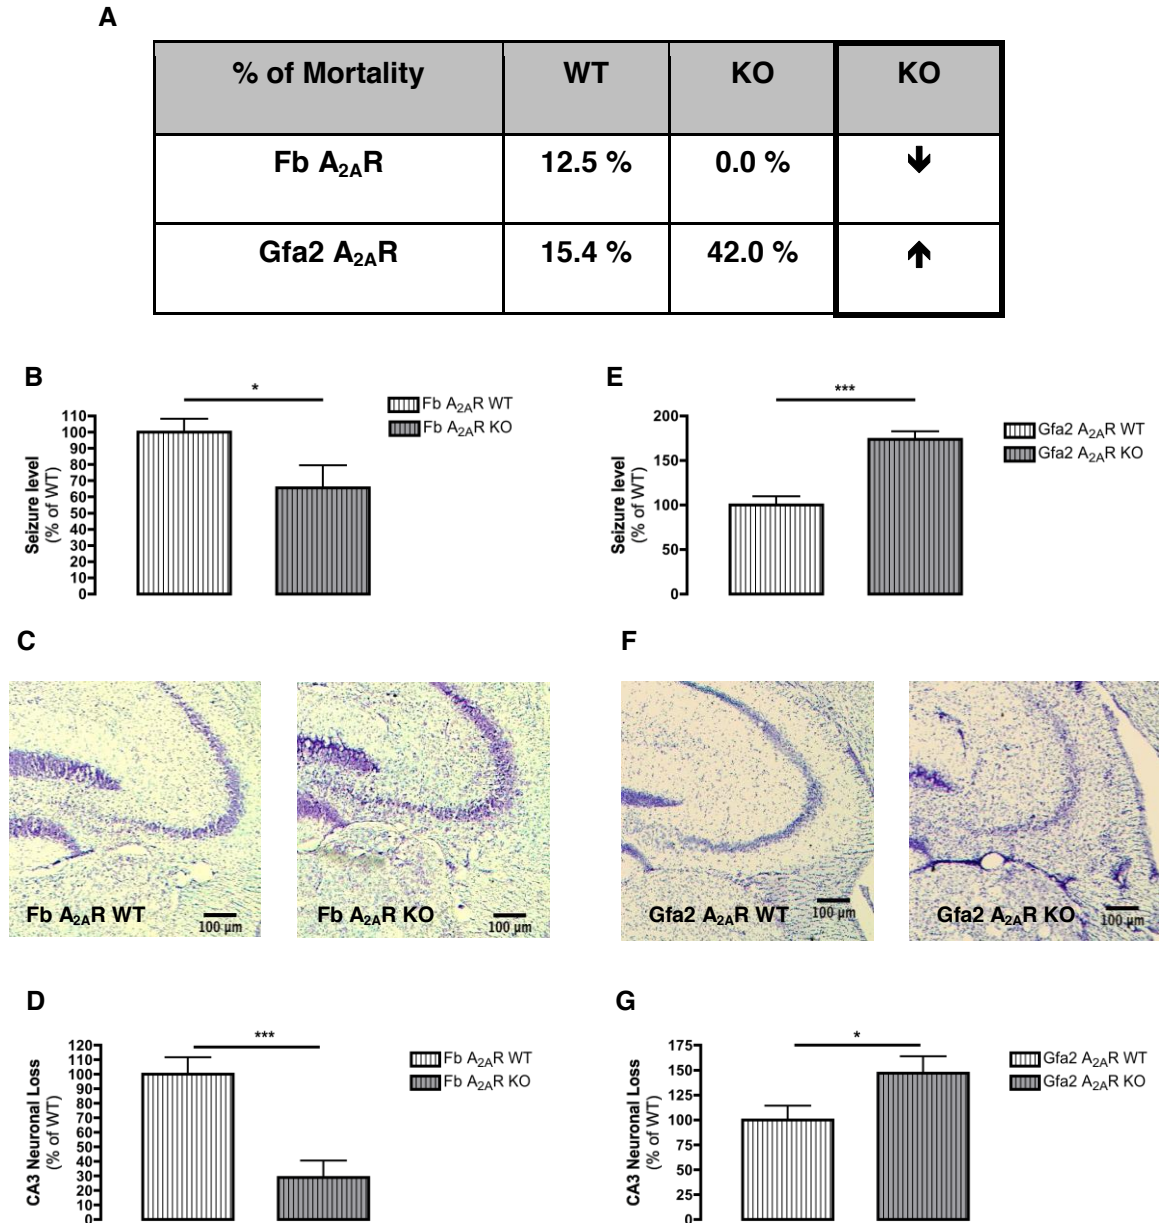 A
% of Mortality WT KO KO
Fb A2AR 12.5 % 0.0 % ↓
Gfa2 A2AR 15.4 % 42.0 % ↑
B
*
Seizure level
(% of WT)
110
100
90
80
70
60
50
40
30
20
10
0
Fb A2AR WT
Fb A2AR KO
E
***
Seizure level
(% of WT)
200
150
100
50
0
Gfa2 A2AR WT
Gfa2 A2AR KO
C
Fb A2AR WT
100 µm
Fb A2AR KO
100 µm
F
Gfa2 A2AR WT
100 µm
Gfa2 A2AR KO
100 µm
D
***
CA3 Neuronal Loss
(% of WT)
120
110
100
90
80
70
60
50
40
30
20
10
0
Fb A2AR WT
Fb A2AR KO
G
*
CA3 Neuronal Loss
(% of WT)
175
150
125
100
75
50
25
0
Gfa2 A2AR WT
Gfa2 A2AR KO